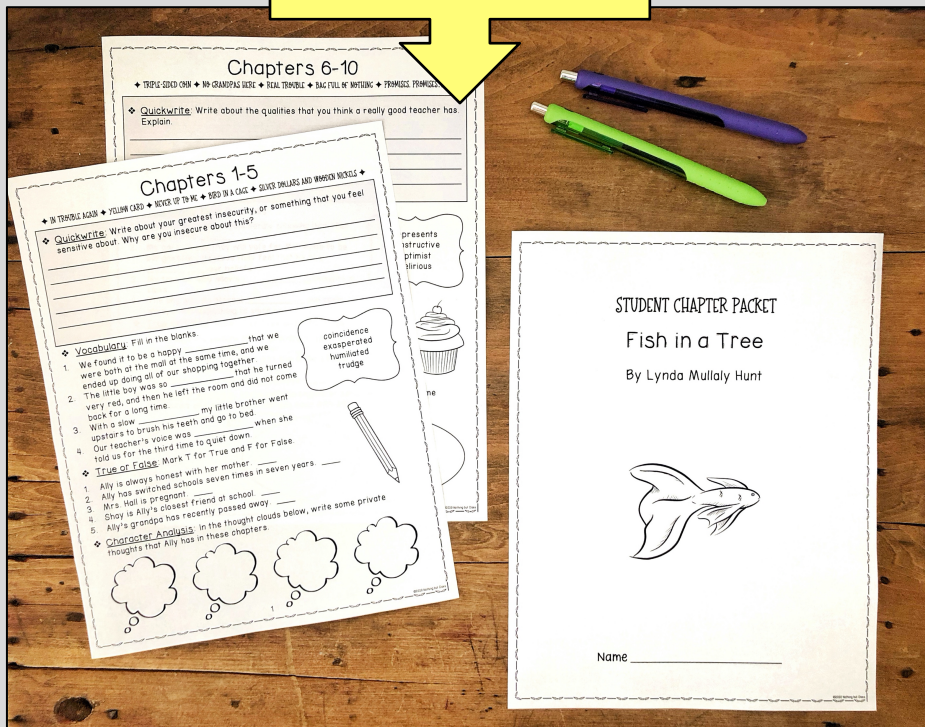 Chapters 6-10
✦ TRIPLE-SIDED COIN ✦ NO GRANDPAS HERE ✦ REAL TROUBLE ✦ BAG FULL OF NOTHING ✦ PROMISES, PROMISES
❖ Quickwrite: Write about the qualities that you think a really good teacher has.
Explain.
presents
nstructive
ptimist
elirious
me
Chapters 1-5
✦ IN TROUBLE AGAIN ✦ YELLOW CARD ✦ NEVER UP TO ME ✦ BIRD IN A CAGE ✦ SILVER DOLLARS AND WOODEN NICKELS ✦
❖ Quickwrite: Write about your greatest insecurity, or something that you feel
sensitive about. Why are you insecure about this?
❖ Vocabulary: Fill in the blanks.
1. We found it to be a happy ____________ that we
were both at the mall at the same time, and we
ended up doing all of our shopping together.
2. The little boy was so ____________ that he turned
very red, and then he left the room and did not come
back for a long time.
3. With a slow ____________ my little brother went
upstairs to brush his teeth and go to bed.
4. Our teacher's voice was ____________ when she
told us for the third time to quiet down.
coincidence
exasperated
humiliated
trudge
❖ True or False: Mark T for True and F for False.
1. Ally is always honest with her mother. ____
2. Ally has switched schools seven times in seven years. ____
3. Mrs. Hall is pregnant. ____
4. Shay is Ally's closest friend at school. ____
5. Ally's grandpa has recently passed away. ____
❖ Character Analysis: In the thought clouds below, write some private
thoughts that Ally has in these chapters.
1
STUDENT CHAPTER PACKET
Fish in a Tree
By Lynda Mullaly Hunt
Name ____________________